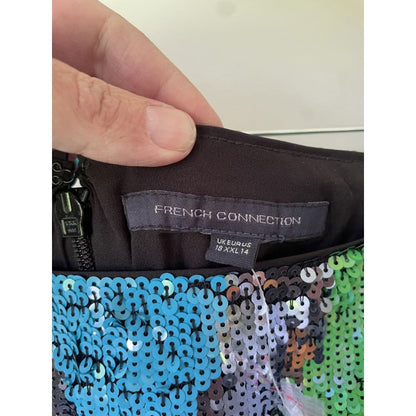 FRENCH CONNECTION
UK EUR US
18 XXL 14